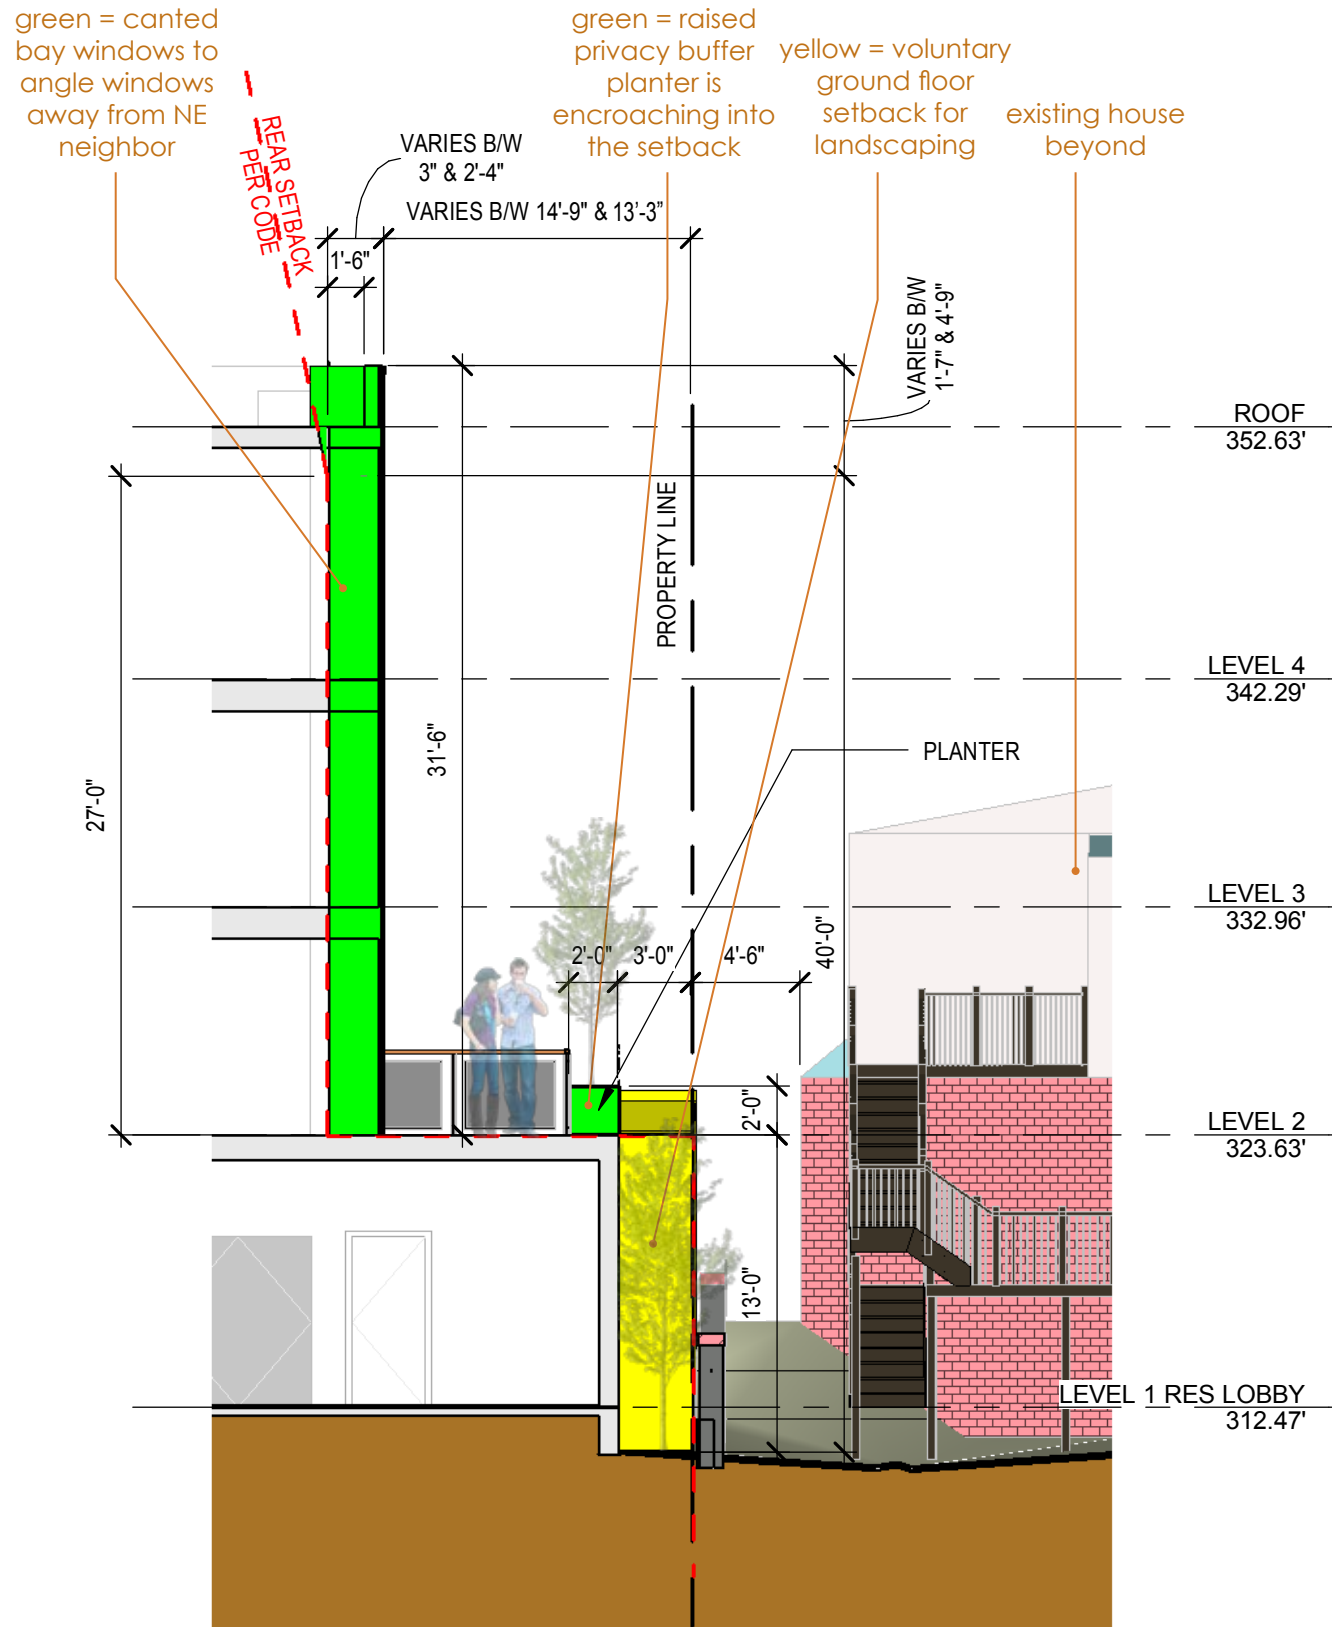 green = canted
bay windows to
angle windows
away from NE
neighbor
green = raised
privacy buffer
planter is
encroaching into
the setback
yellow = voluntary
ground floor
setback for
landscaping
existing house
beyond
REAR SETBACK
PER CODE
VARIES B/W
3" & 2'-4"
VARIES B/W 14'-9" & 13'-3"
1'-6"
VARIES B/W
1'-7" & 4'-9"
ROOF
352.63'
PROPERTY LINE
LEVEL 4
342.29'
31'-6"
PLANTER
27'-0"
LEVEL 3
332.96'
2'-0"
3'-0"
4'-6"
40'-0"
2'-0"
LEVEL 2
323.63'
13'-0"
LEVEL 1 RES LOBBY
312.47'